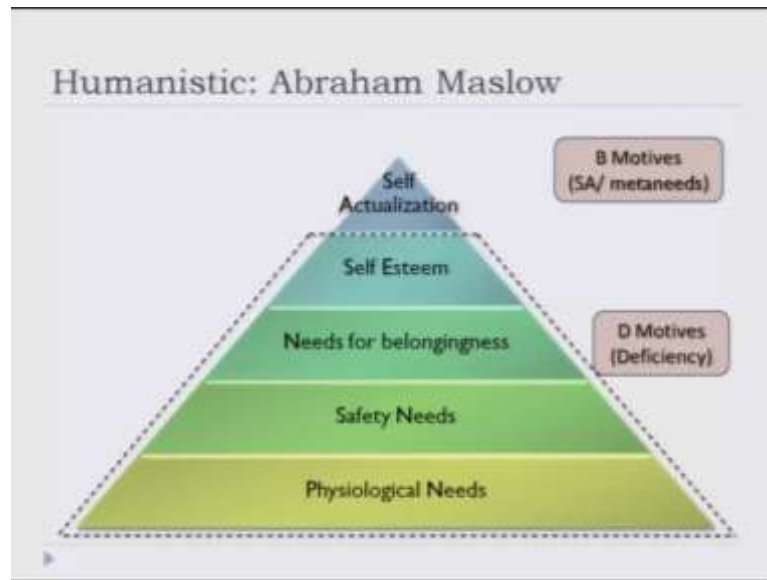 Humanistic: Abraham Maslow
B Motives
(SA/ metaneeds)
Self
Actualization
Self Esteem
D Motives
(Deficiency)
Needs for belongingness
Safety Needs
Physiological Needs